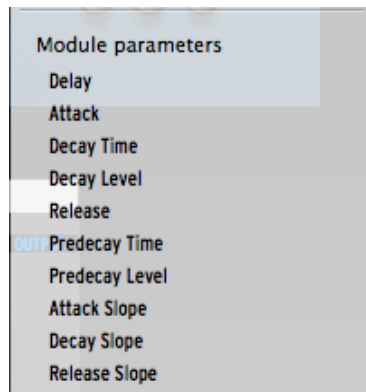 Module parameters
Delay
Attack
Decay Time
Decay Level
Release
Predecay Time
Predecay Level
Attack Slope
Decay Slope
Release Slope